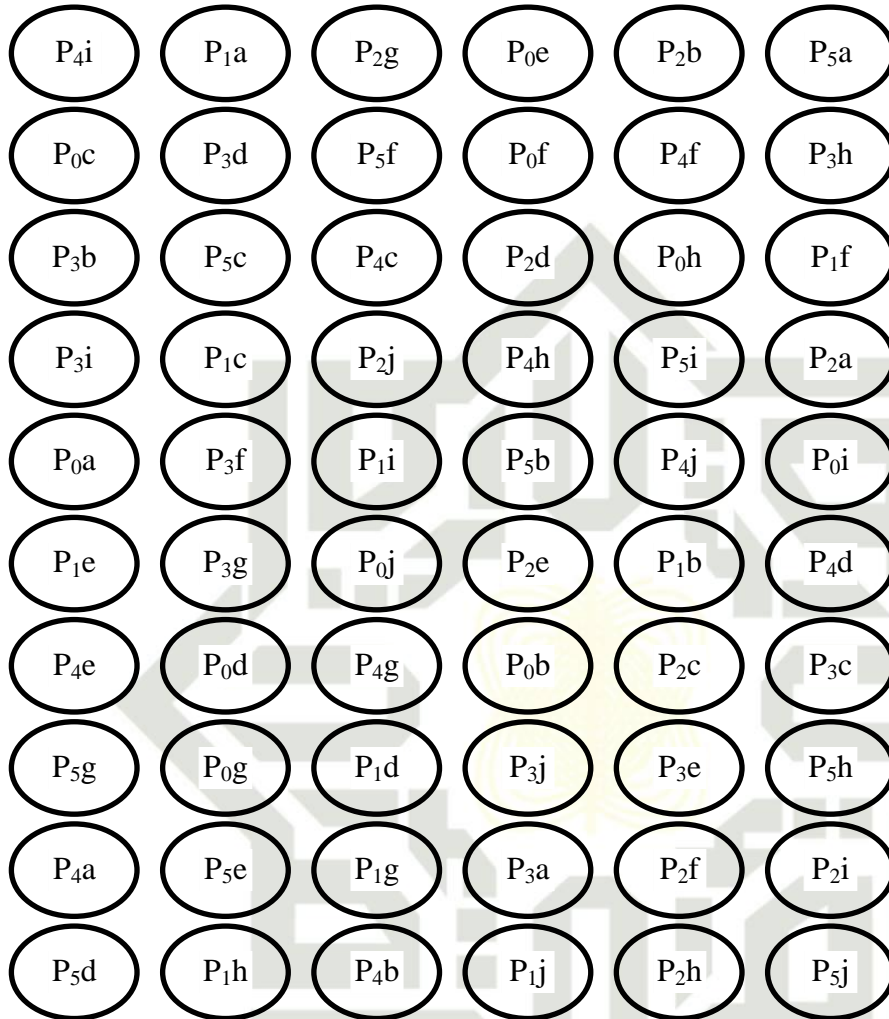 P₄i P₁a P₂g P₀e P₂b P₅a
P₀c P₃d P₅f P₀f P₄f P₃h
P₃b P₅c P₄c P₂d P₀h P₁f
P₃i P₁c P₂j P₄h P₅i P₂a
P₀a P₃f P₁i P₅b P₄j P₀i
P₁e P₃g P₀j P₂e P₁b P₄d
P₄e P₀d P₄g P₀b P₂c P₃c
P₅g P₀g P₁d P₃j P₃e P₅h
P₄a P₅e P₁g P₃a P₂f P₂i
P₅d P₁h P₄b P₁j P₂h P₅j